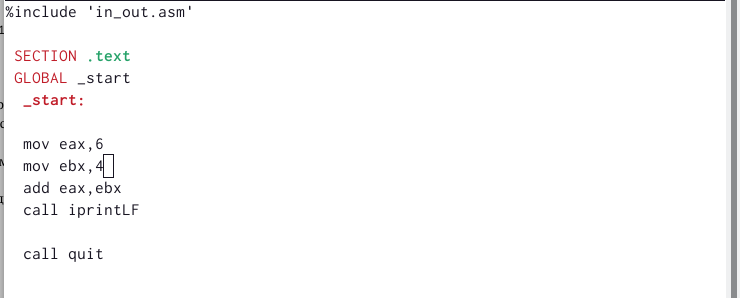 %include 'in_out.asm'
SECTION .text
GLOBAL _start
_start:
mov eax,6
mov ebx,4
add eax,ebx
call iprintLF
call quit